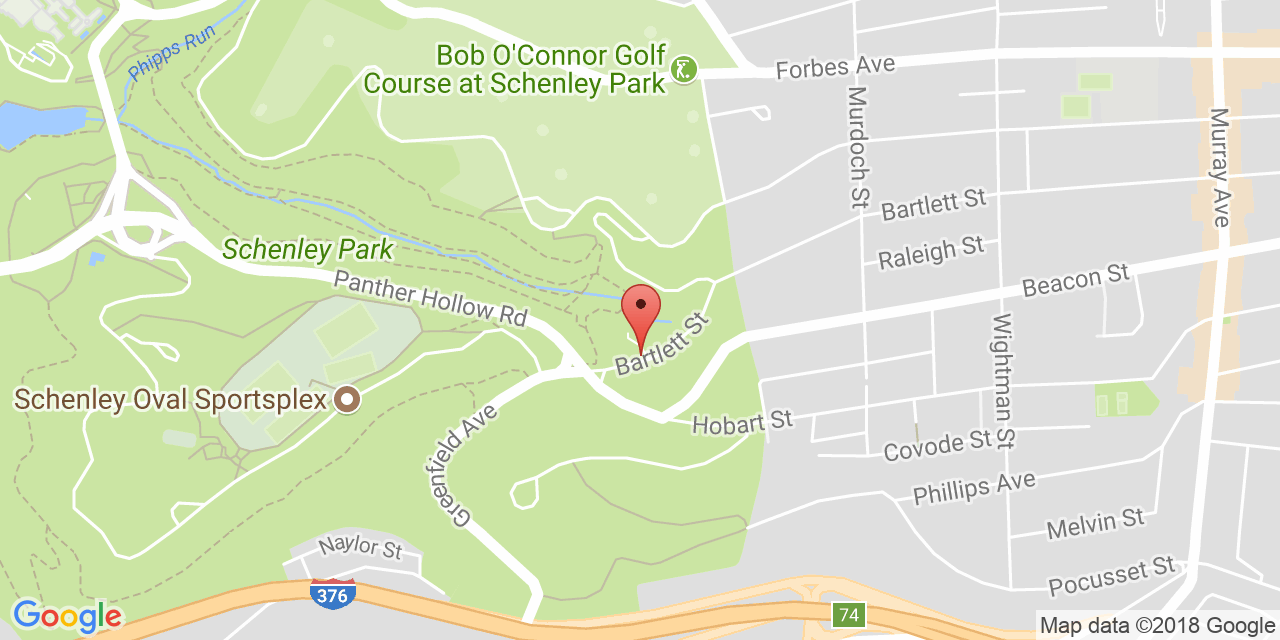 Phipps Run
Bob O'Connor Golf
Course at Schenley Park
Forbes Ave
Murdoch St
Murray Ave
Bartlett St
Raleigh St
Schenley Park
Panther Hollow Rd
Beacon St
Wightman St
Bartlett St
Schenley Oval Sportsplex
Greenfield Ave
Hobart St
Covode St
Phillips Ave
Melvin St
Naylor St
Pocusset St
376
74
Google
Map data ©2018 Google